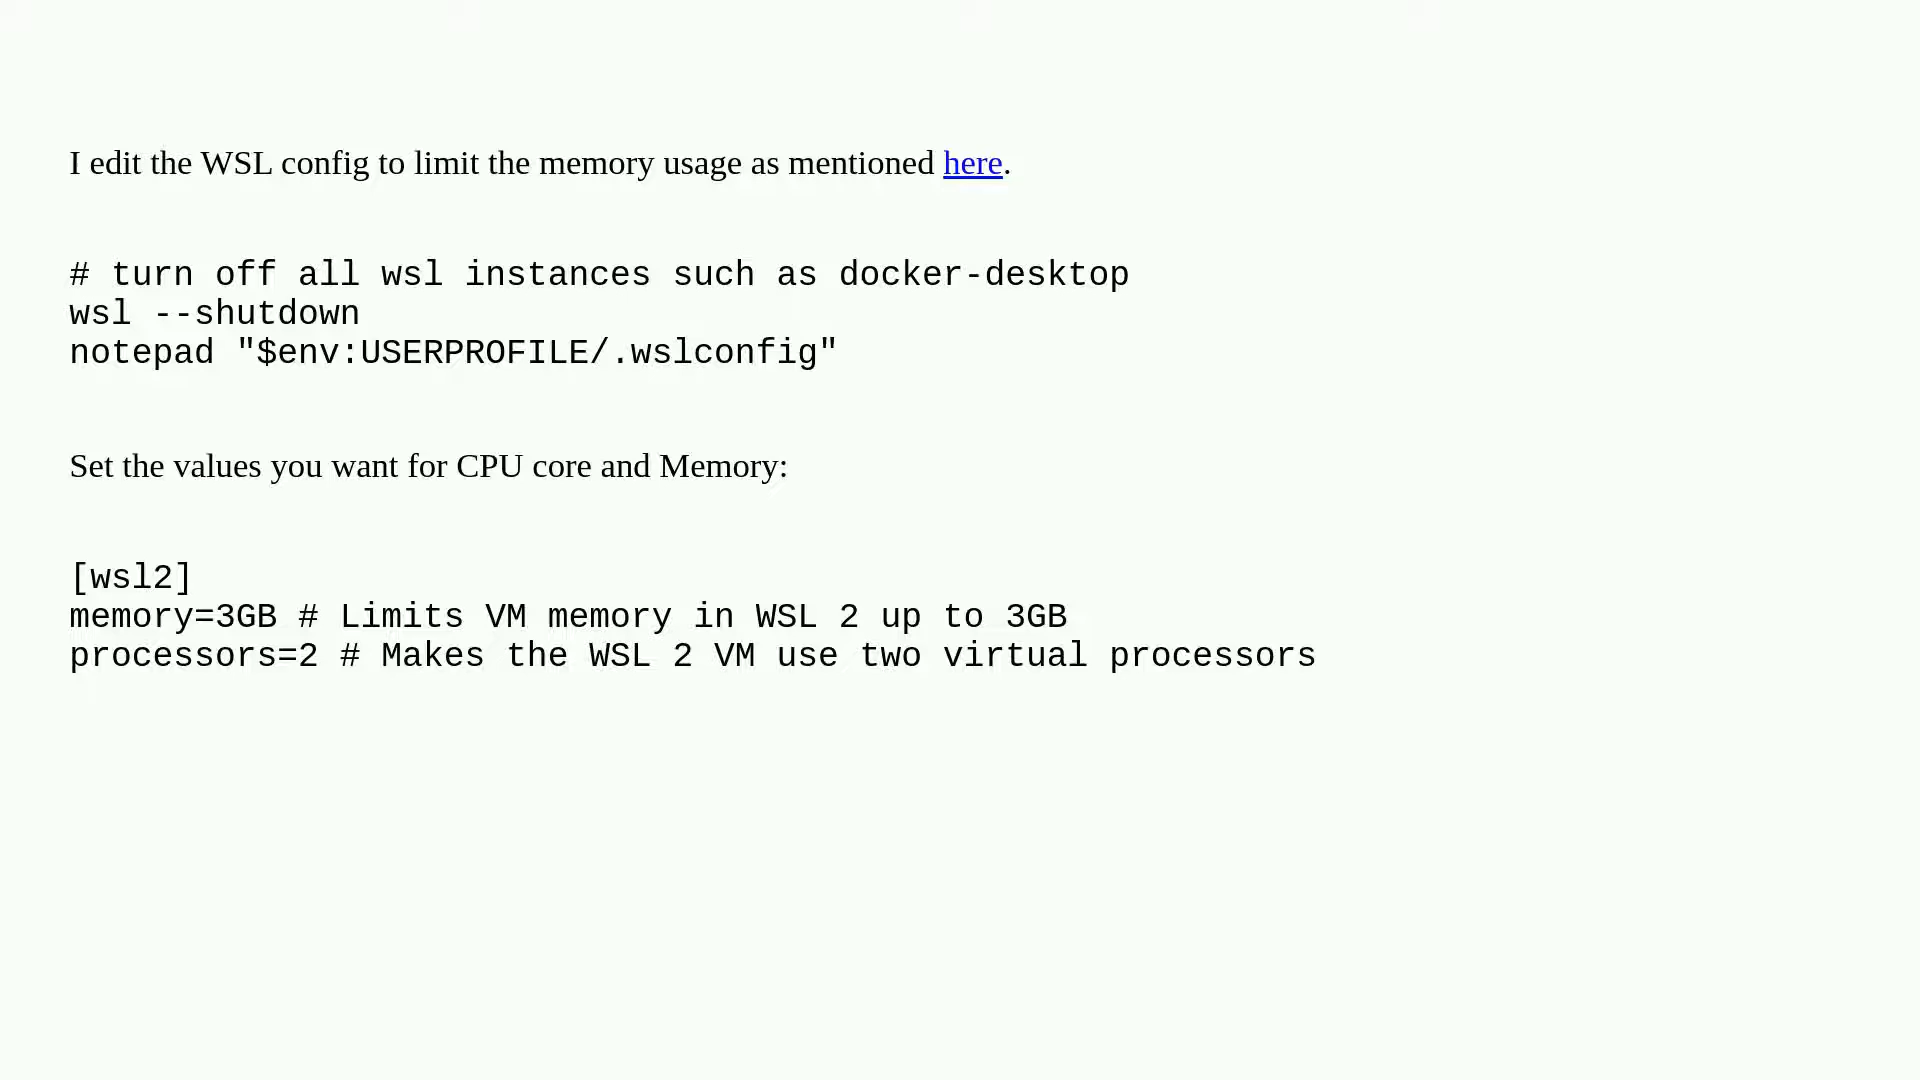 I edit the WSL config to limit the memory usage as mentioned here.
# turn off all wsl instances such as docker-desktop
wsl --shutdown
notepad "$env:USERPROFILE/.wslconfig"
Set the values you want for CPU core and Memory:
[wsl2]
memory=3GB # Limits VM memory in WSL 2 up to 3GB
processors=2 # Makes the WSL 2 VM use two virtual processors